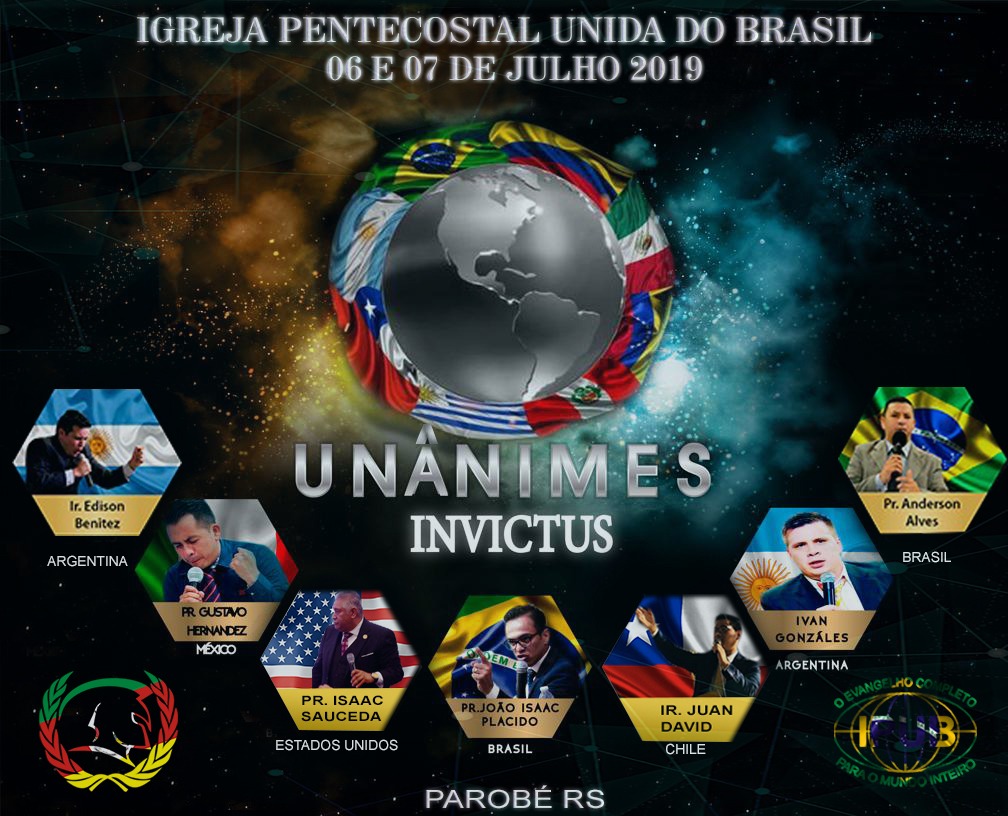 IGREJA PENTECOSTAL UNIDA DO BRASIL
06 E 07 DE JULHO 2019
UNÂNIMES
INVICTUS
Ir. Edison
Benitez
ARGENTINA
PR. GUSTAVO
HERNANDEZ
MÉXICO
PR. ISAAC
SAUCEDA
ESTADOS UNIDOS
PR.JOÃO ISAAC
PLACIDO
BRASIL
IR. JUAN
DAVID
CHILE
IVAN
GONZÁLES
ARGENTINA
Pr. Anderson
Alves
BRASIL
O EVANGELHO COMPLETO
IPUB
PARA O MUNDO INTEIRO
PAROBÉ RS